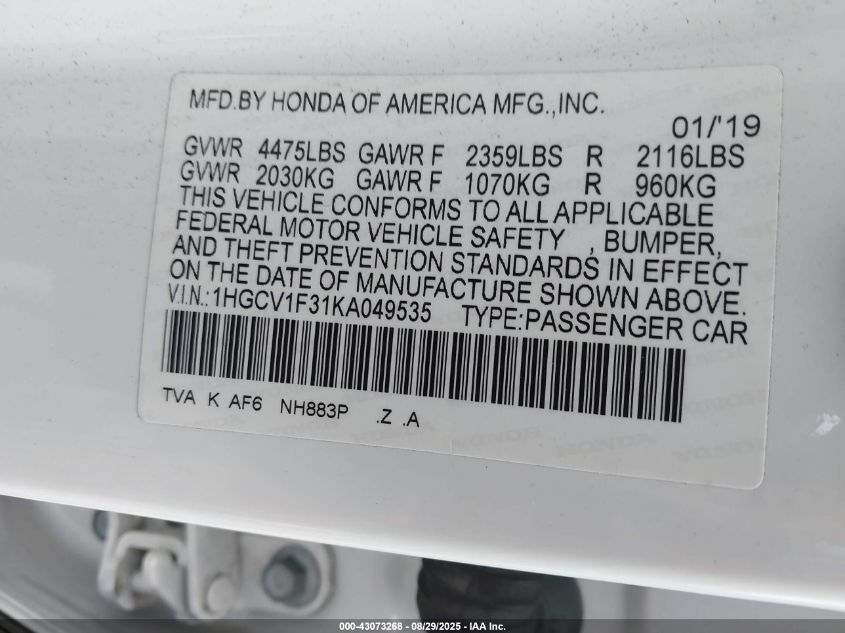 MFD.BY HONDA OF AMERICA MFG.,INC.
01/'19
GVWR 4475LBS GAWR F 2359LBS R 2116LBS
GVWR 2030KG GAWR F 1070KG R 960KG
THIS VEHICLE CONFORMS TO ALL APPLICABLE
FEDERAL MOTOR VEHICLE SAFETY , BUMPER,
AND THEFT PREVENTION STANDARDS IN EFFECT
ON THE DATE OF MANUFACTURE SHOWN ABOVE.
V.I.N.:1HGCV1F31KA049535 TYPE:PASSENGER CAR
TVA K AF6 NH883P .Z .A
HONDA HONDA
000-43073268 - 08/29/2025 - IAA Inc.